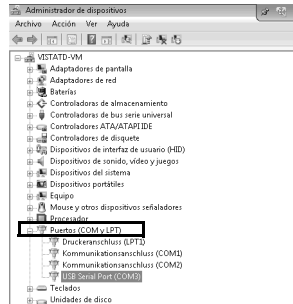 Administrador de dispositivos
Archivo Acción Ver Ayuda
VISTATD-VM
Adaptadores de pantalla
Adaptadores de red
Baterías
Controladoras de almacenamiento
Controladoras de bus serie universal
Controladores ATA/ATAPI IDE
Controladores de disquete
Dispositivos de interfaz de usuario (HID)
Dispositivos de sonido, vídeo y juegos
Dispositivos del sistema
Dispositivos portátiles
Equipo
Mouse y otros dispositivos señaladores
Procesador
Puertos (COM y LPT)
Druckeranschluss (LPT1)
Kommunikationsanschluss (COM1)
Kommunikationsanschluss (COM2)
USB Serial Port (COM3)
Teclados
Unidades de disco